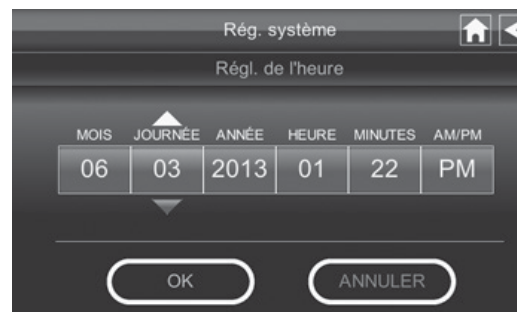 Rég. système
Régl. de l'heure
MOIS JOURNÉE ANNÉE HEURE MINUTES AM/PM
06 03 2013 01 22 PM
OK ANNULER